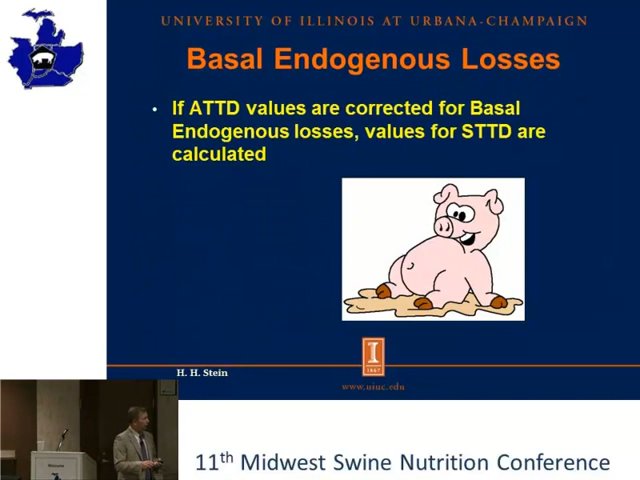 UNIVERSITY OF ILLINOIS AT URBANA-CHAMPAIGN
Basal Endogenous Losses
• If ATTD values are corrected for Basal
Endogenous losses, values for STTD are
calculated
I
1867
H. H. Stein
www.uiuc.edu
11th Midwest Swine Nutrition Conference